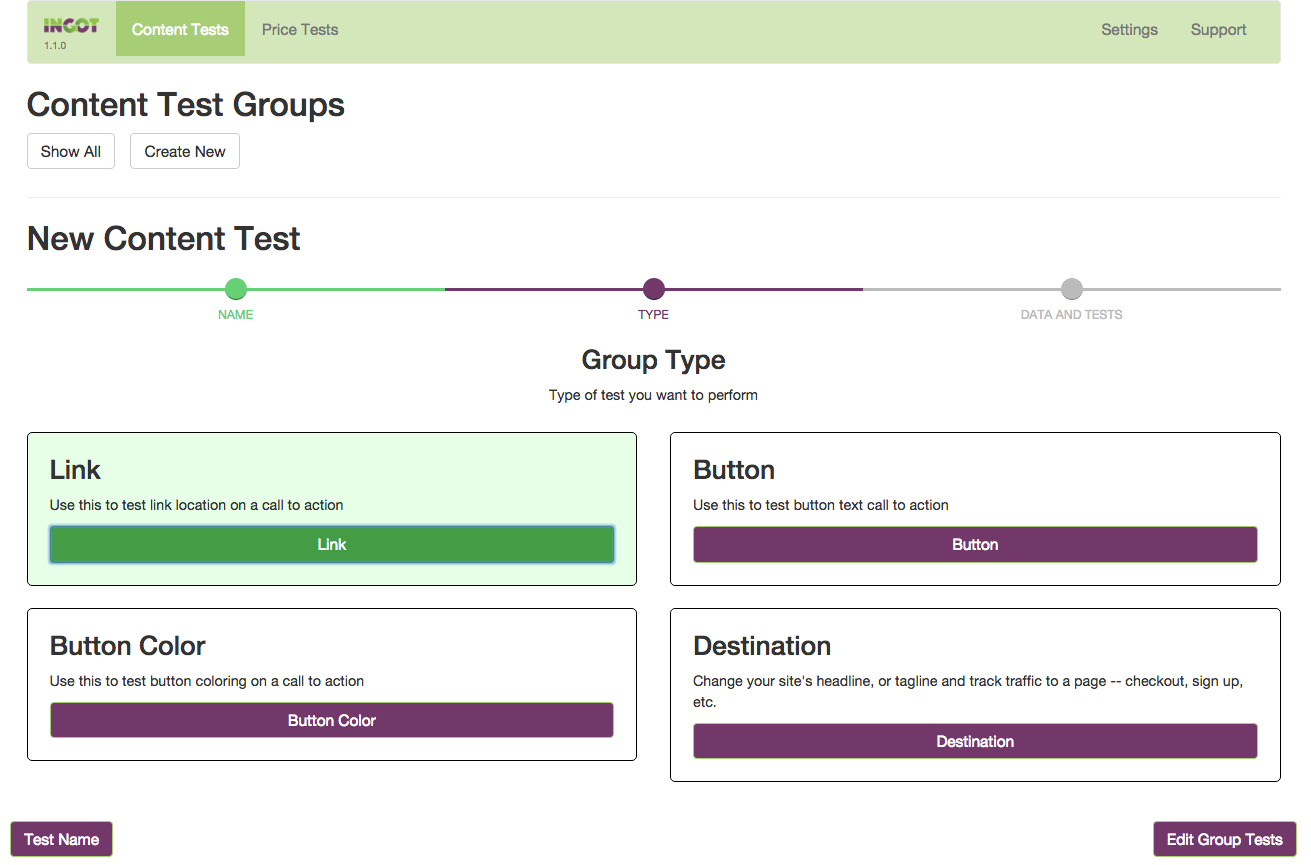 INGOT
1.1.0
Content Tests
Price Tests
Settings
Support
Content Test Groups
Show All
Create New
New Content Test
NAME
TYPE
DATA AND TESTS
Group Type
Type of test you want to perform
Link
Use this to test link location on a call to action
Link
Button
Use this to test button text call to action
Button
Button Color
Use this to test button coloring on a call to action
Button Color
Destination
Change your site's headline, or tagline and track traffic to a page -- checkout, sign up,
etc.
Destination
Test Name
Edit Group Tests